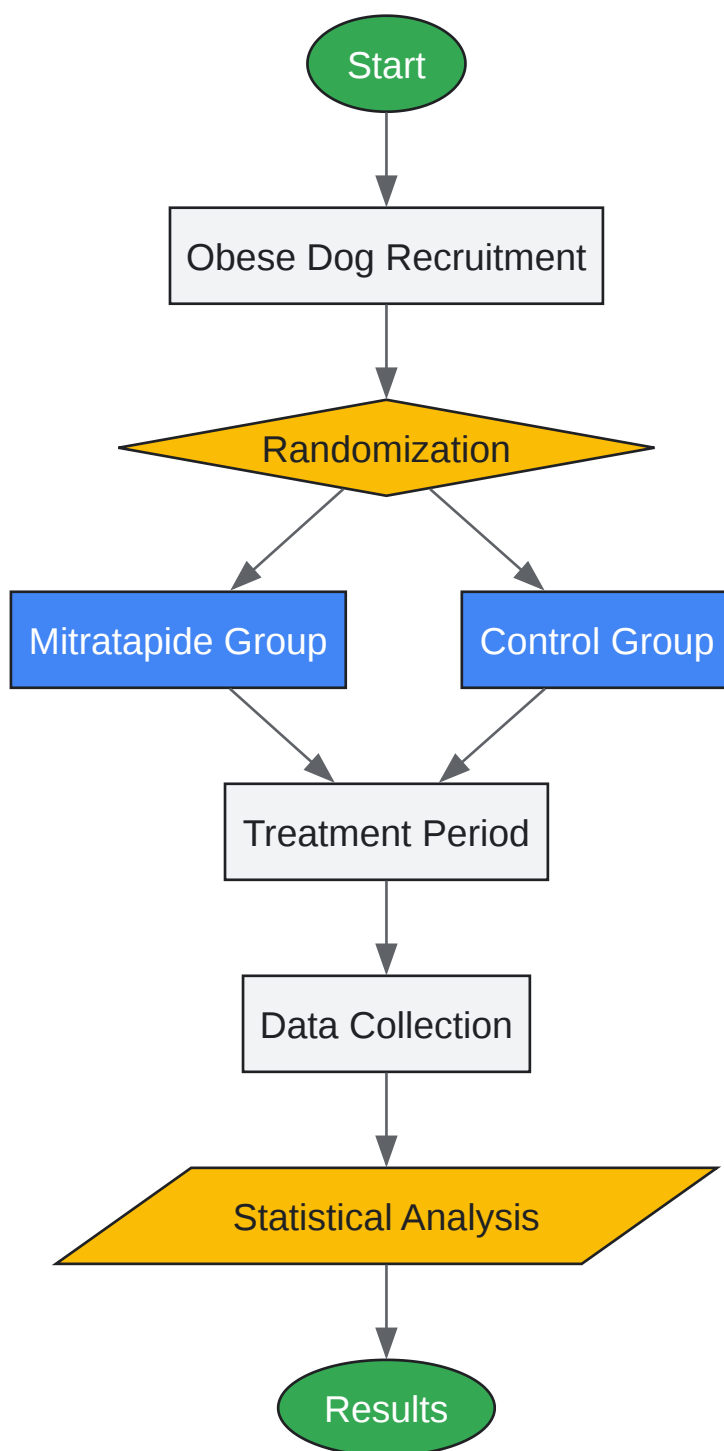 Start
Obese Dog Recruitment
Randomization
Mitratapide Group
Control Group
Treatment Period
Data Collection
Statistical Analysis
Results